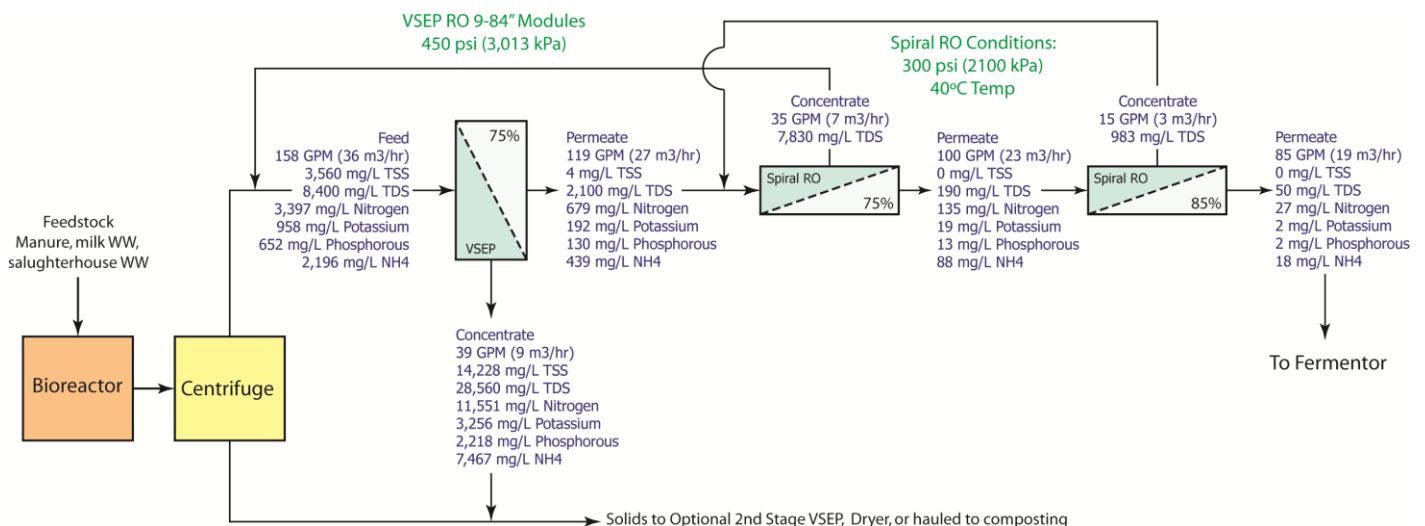 VSEP RO 9-84” Modules
450 psi (3,013 kPa)
Spiral RO Conditions:
300 psi (2100 kPa)
40ºC Temp
Feedstock
Manure, milk WW,
salughterhouse WW
Bioreactor
Centrifuge
Feed
158 GPM (36 m3/hr)
3,560 mg/L TSS
8,400 mg/L TDS
3,397 mg/L Nitrogen
958 mg/L Potassium
652 mg/L Phosphorous
2,196 mg/L NH4
75%
VSEP
Permeate
119 GPM (27 m3/hr)
4 mg/L TSS
2,100 mg/L TDS
679 mg/L Nitrogen
192 mg/L Potassium
130 mg/L Phosphorous
439 mg/L NH4
Concentrate
39 GPM (9 m3/hr)
14,228 mg/L TSS
28,560 mg/L TDS
11,551 mg/L Nitrogen
3,256 mg/L Potassium
2,218 mg/L Phosphorous
7,467 mg/L NH4
Concentrate
35 GPM (7 m3/hr)
7,830 mg/L TDS
Spiral RO
75%
Permeate
100 GPM (23 m3/hr)
0 mg/L TSS
190 mg/L TDS
135 mg/L Nitrogen
19 mg/L Potassium
13 mg/L Phosphorous
88 mg/L NH4
Concentrate
15 GPM (3 m3/hr)
983 mg/L TDS
Spiral RO
85%
Permeate
85 GPM (19 m3/hr)
0 mg/L TSS
50 mg/L TDS
27 mg/L Nitrogen
2 mg/L Potassium
2 mg/L Phosphorous
18 mg/L NH4
To Fermentor
Solids to Optional 2nd Stage VSEP, Dryer, or hauled to composting